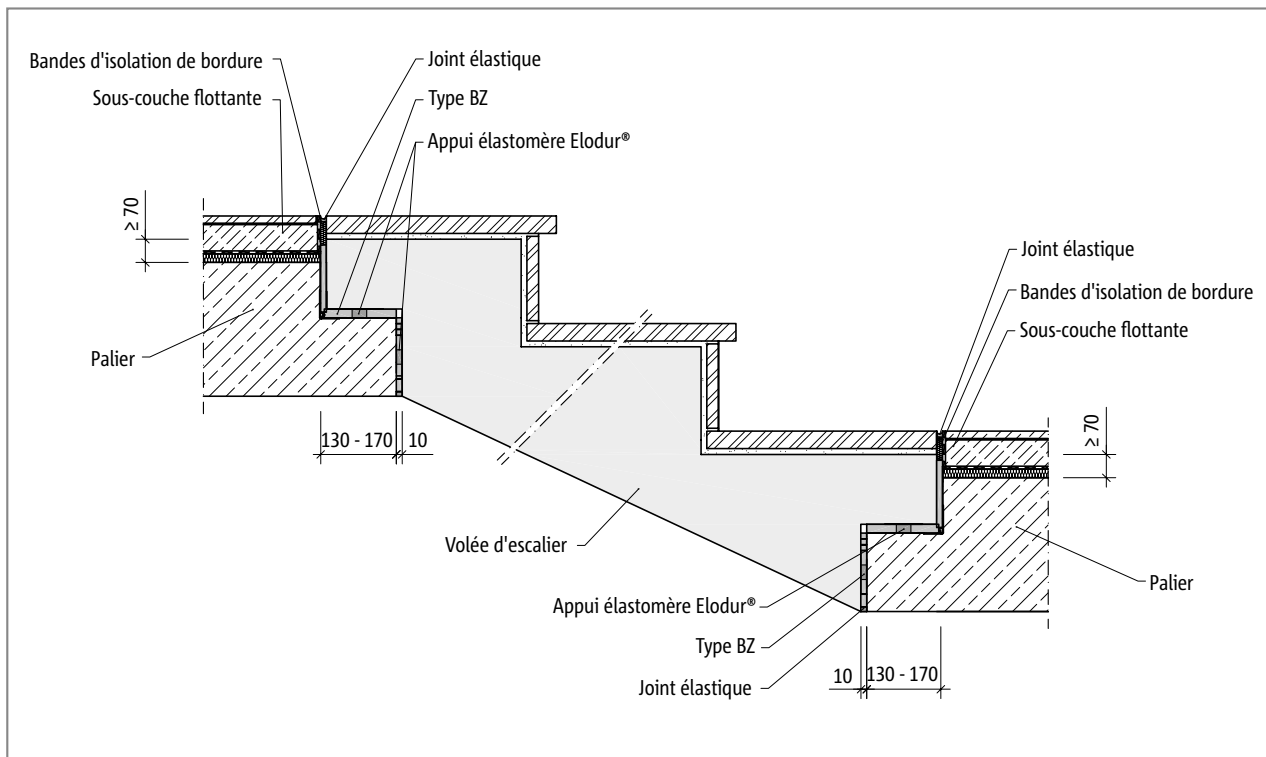 Bandes d'isolation de bordure
Joint élastique
Sous-couche flottante
Type BZ
Appui élastomère Elodur®
≥ 70
Joint élastique
Bandes d'isolation de bordure
Sous-couche flottante
Palier
≥ 70
130 - 170
10
Volée d'escalier
Palier
Appui élastomère Elodur®
Type BZ
10
130 - 170
Joint élastique